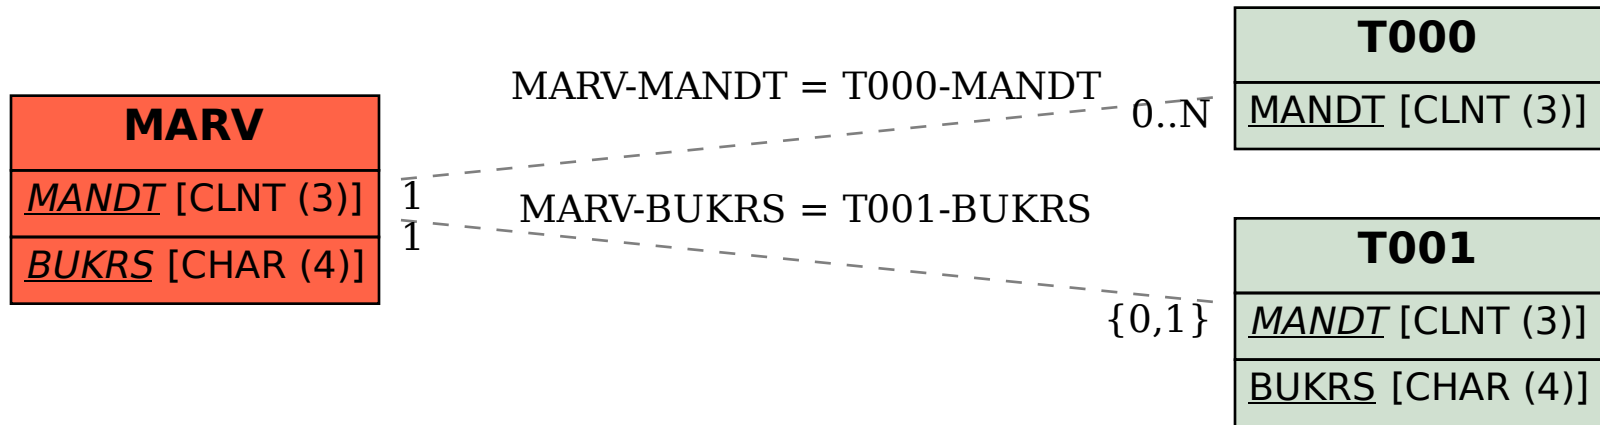 MARV
MANDT [CLNT (3)]
BUKRS [CHAR (4)]
MARV-MANDT = T000-MANDT
1
0..N
MARV-BUKRS = T001-BUKRS
1
{0,1}
T000
MANDT [CLNT (3)]
T001
MANDT [CLNT (3)]
BUKRS [CHAR (4)]